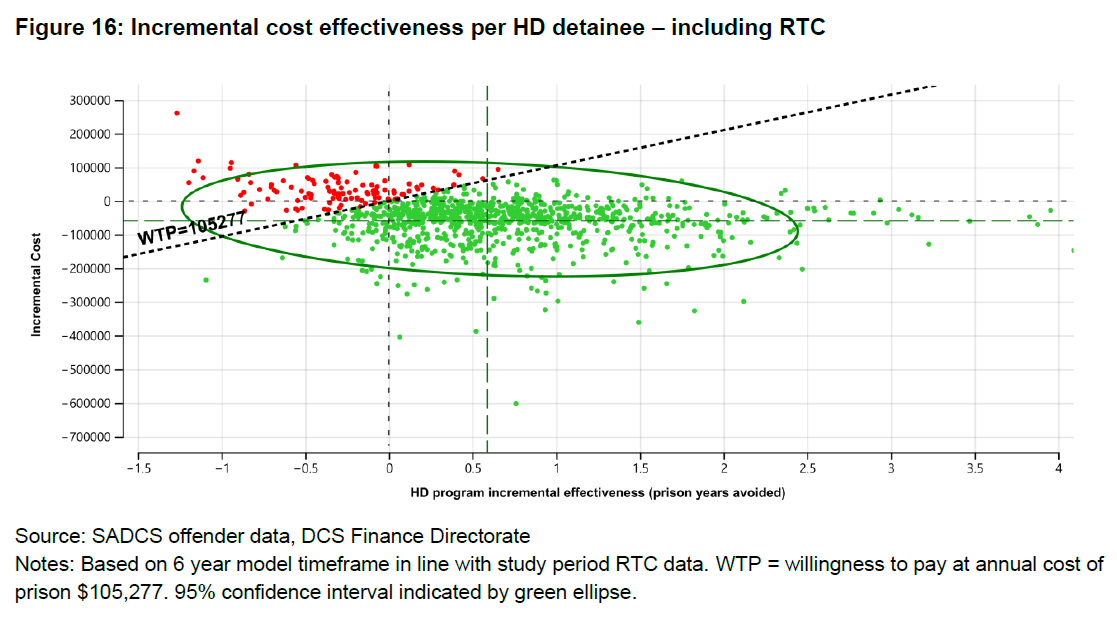 Figure 16: Incremental cost effectiveness per HD detainee – including RTC
300000
200000
100000
0
−100000
−200000
−300000
−400000
−500000
−600000
−700000
Incremental Cost
WTP=105277
−1.5 −1 −0.5 0 0.5 1 1.5 2 2.5 3 3.5 4
HD program incremental effectiveness (prison years avoided)
Source: SADCS offender data, DCS Finance Directorate
Notes: Based on 6 year model timeframe in line with study period RTC data. WTP = willingness to pay at annual cost of
prison $105,277. 95% confidence interval indicated by green ellipse.